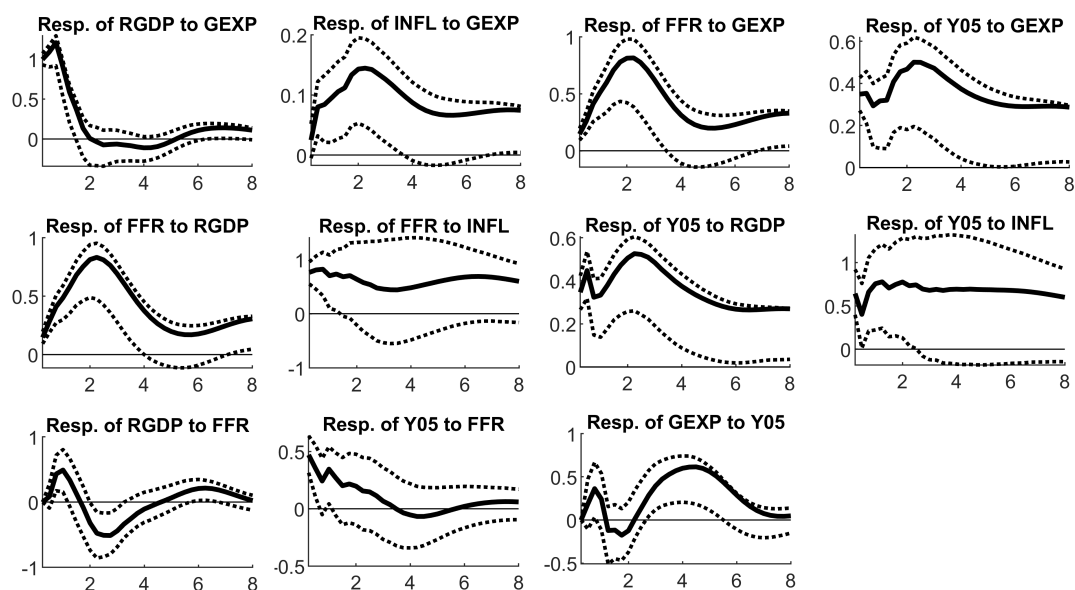 Resp. of RGDP to GEXP
1
0.5
0
2 4 6 8
Resp. of INFL to GEXP
0.2
0.1
0
2 4 6 8
Resp. of FFR to GEXP
1
0.5
0
2 4 6 8
Resp. of Y05 to GEXP
0.6
0.4
0.2
0
2 4 6 8
Resp. of FFR to RGDP
1
0.5
0
2 4 6 8
Resp. of FFR to INFL
1
0
-1
2 4 6 8
Resp. of Y05 to RGDP
0.6
0.4
0.2
0
2 4 6 8
Resp. of Y05 to INFL
1
0.5
0
2 4 6 8
Resp. of RGDP to FFR
1
0
-1
2 4 6 8
Resp. of Y05 to FFR
0.5
0
-0.5
2 4 6 8
Resp. of GEXP to Y05
1
0.5
0
-0.5
2 4 6 8